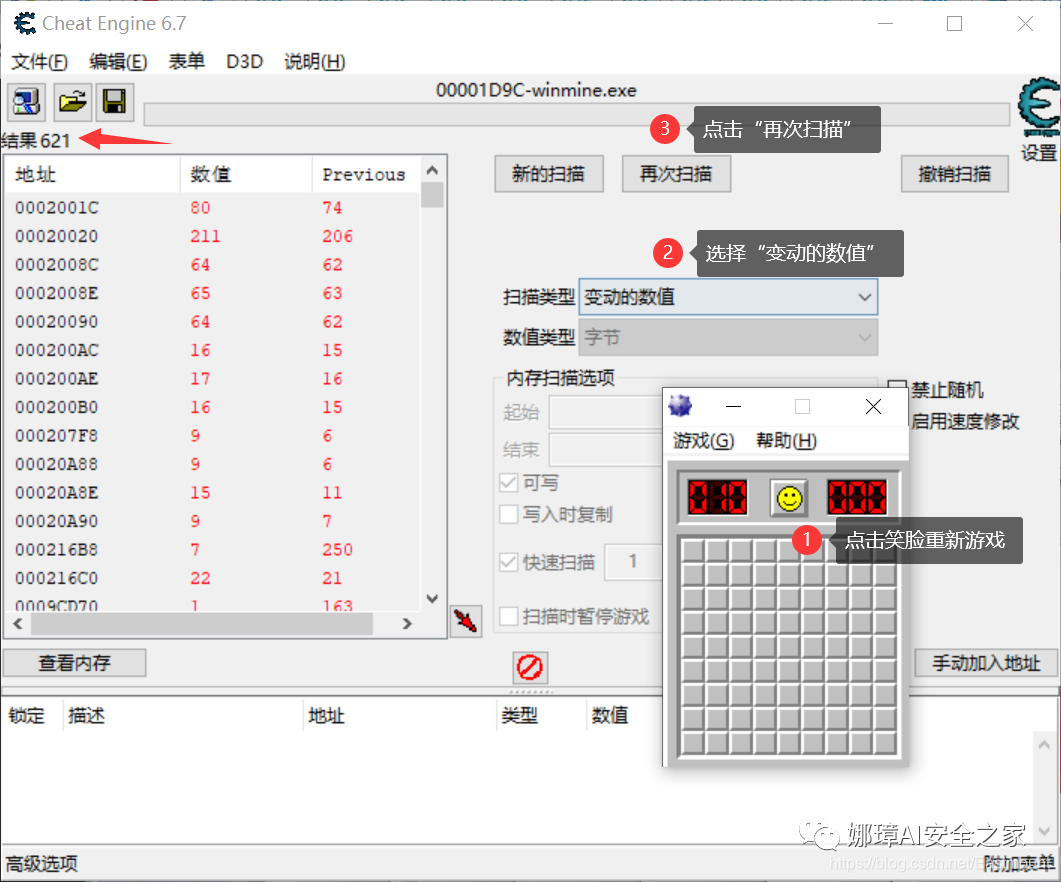 Cheat Engine 6.7
文件(F) 编辑(E) 表单 D3D 说明(H)
00001D9C-winmine.exe
结果 621
3 点击“再次扫描”
设置
地址 数值 Previous
新的扫描 再次扫描 撤销扫描
0002001C 80 74
00020020 211 206
0002008C 64 62
0002008E 65 63
00020090 64 62
000200AC 16 15
000200AE 17 16
000200B0 16 15
000207F8 9 6
00020A88 9 6
00020A8E 15 11
00020A90 9 7
000216B8 7 250
000216C0 22 21
0009CD70 1 163
2 选择“变动的数值”
扫描类型 变动的数值
数值类型 字节
内存扫描选项
起始
结束
可写
写入时复制
快速扫描 1
扫描时暂停游戏
禁止随机
启用速度修改
游戏(G) 帮助(H)
000
1 点击笑脸重新游戏
查看内存 手动加入地址
锁定 描述 地址 类型 数值
娜璋AI安全之家
高级选项 附加表单